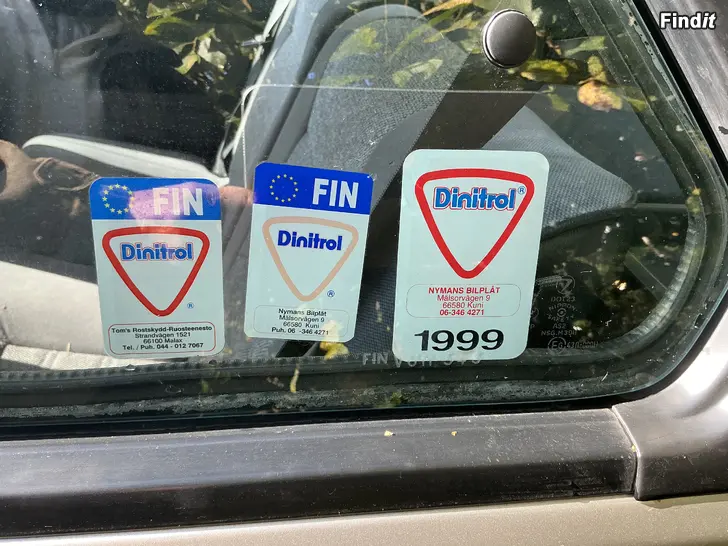 Findit
FIN
Dinitrol
®
Tom's Rostskydd-Ruosteenesto
Strandvägen 1521
66100 Malax
Tel. / Puh. 044 - 012 7067
FIN
Dinitrol
®
Nymans Bilplåt
Målsorvägen 9
66580 Kuni
Puh. 06 -346 4271
Dinitrol®
NYMANS BILPLÅT
Målsorvägen 9
66580 Kuni
06-346 4271
1999
FIN